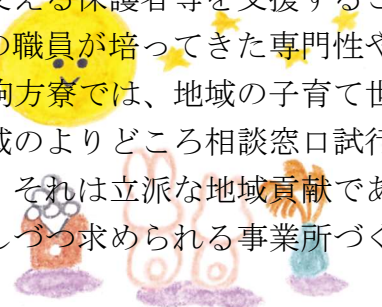 支える保護者等を支援するこ
の職員が培ってきた専門性や
駒方寮では、地域の子育て世
域のよりどころ相談窓口試行
。それは立派な地域貢献であ
しづつ求められる事業所づく